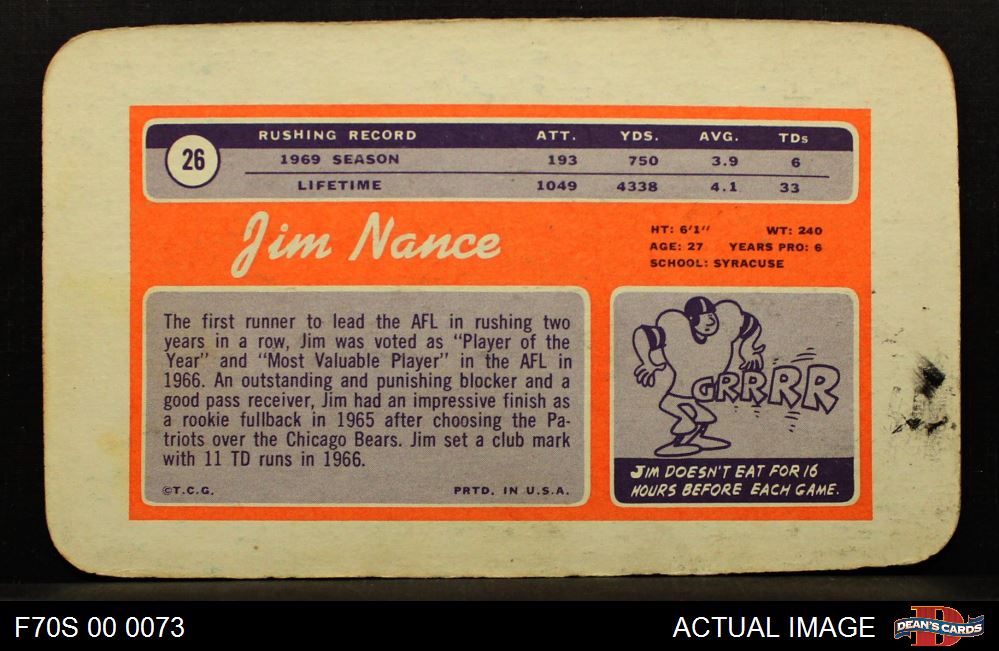 26
RUSHING RECORD ATT. YDS. AVG. TDs
1969 SEASON 193 750 3.9 6
LIFETIME 1049 4338 4.1 33
Jim Nance
HT: 6'1" WT: 240
AGE: 27 YEARS PRO: 6
SCHOOL: SYRACUSE
The first runner to lead the AFL in rushing two
years in a row, Jim was voted as "Player of the
Year" and "Most Valuable Player" in the AFL in
1966. An outstanding and punishing blocker and a
good pass receiver, Jim had an impressive finish as
a rookie fullback in 1965 after choosing the Pa-
triots over the Chicago Bears. Jim set a club mark
with 11 TD runs in 1966.
©T.C.G. PRTD. IN U.S.A.
GRRRR
JIM DOESN'T EAT FOR 16
HOURS BEFORE EACH GAME.
F70S 00 0073 ACTUAL IMAGE
D
DEAN'S CARDS